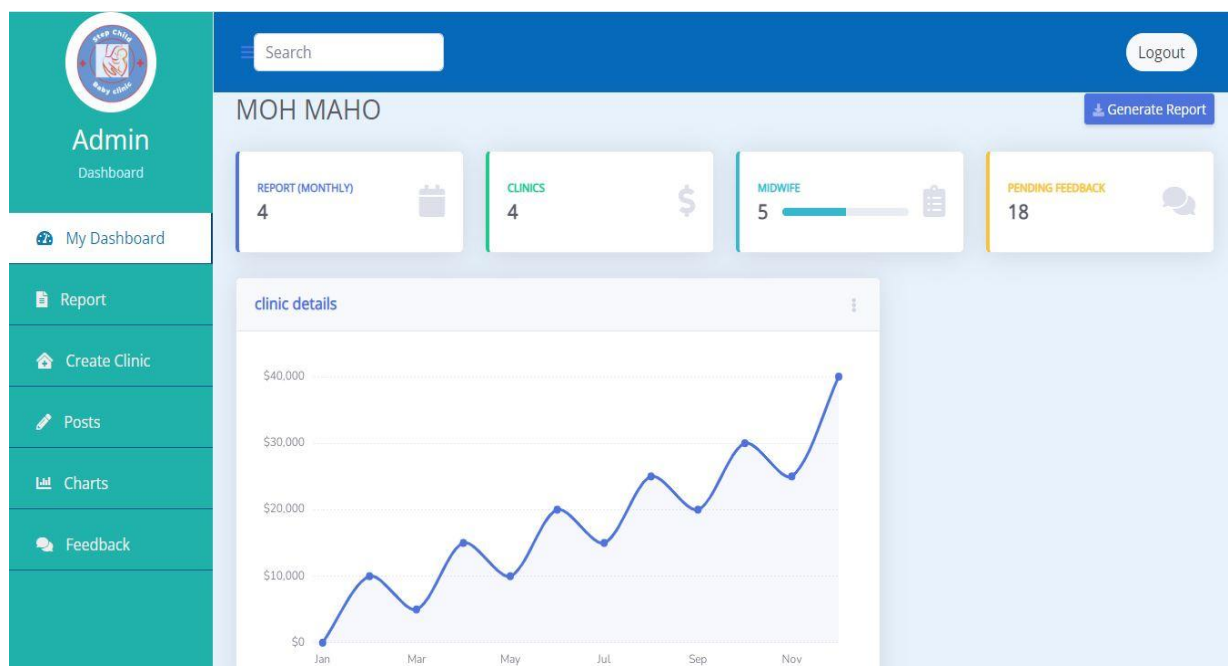 Step Child
Baby clinic
Admin
Dashboard
My Dashboard
Report
Create Clinic
Posts
Charts
Feedback
Search
Logout
MOH MAHO
Generate Report
REPORT (MONTHLY)
4
CLINICS
4
MIDWIFE
5
PENDING FEEDBACK
18
clinic details
$40,000
$30,000
$20,000
$10,000
$0
Jan Mar May Jul Sep Nov